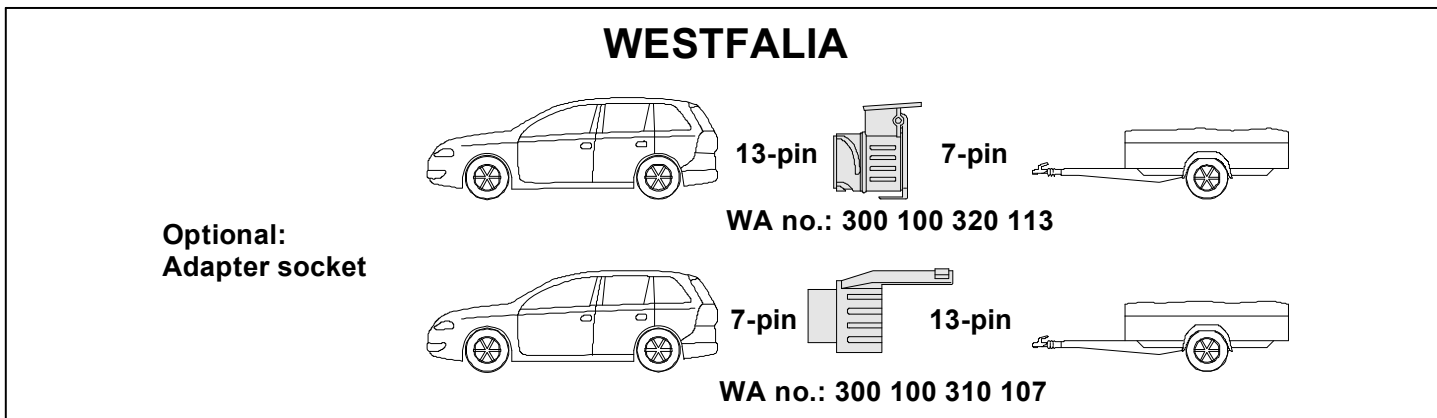 WESTFALIA
13-pin 7-pin
WA no.: 300 100 320 113
Optional:
Adapter socket
7-pin 13-pin
WA no.: 300 100 310 107